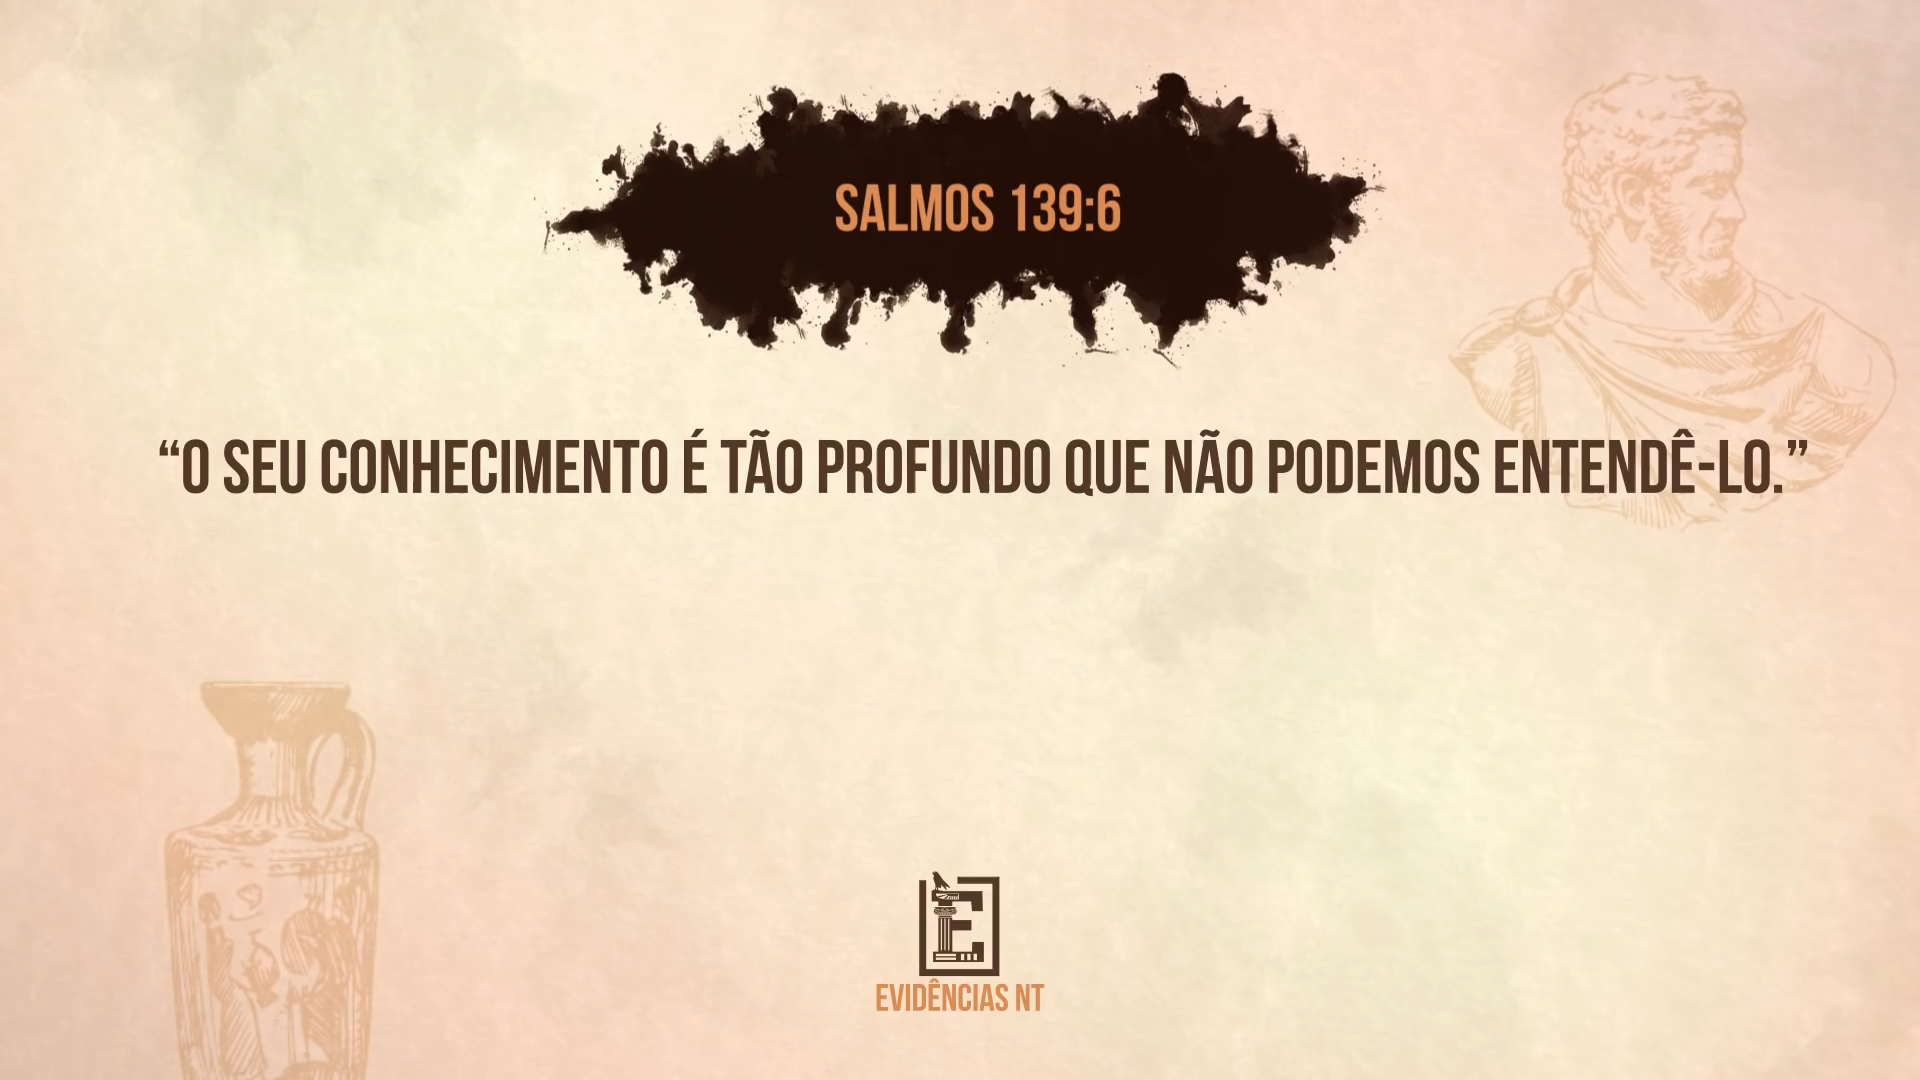 SALMOS 139:6
“O SEU CONHECIMENTO É TÃO PROFUNDO QUE NÃO PODEMOS ENTENDÊ-LO.”
E
EVIDÊNCIAS NT